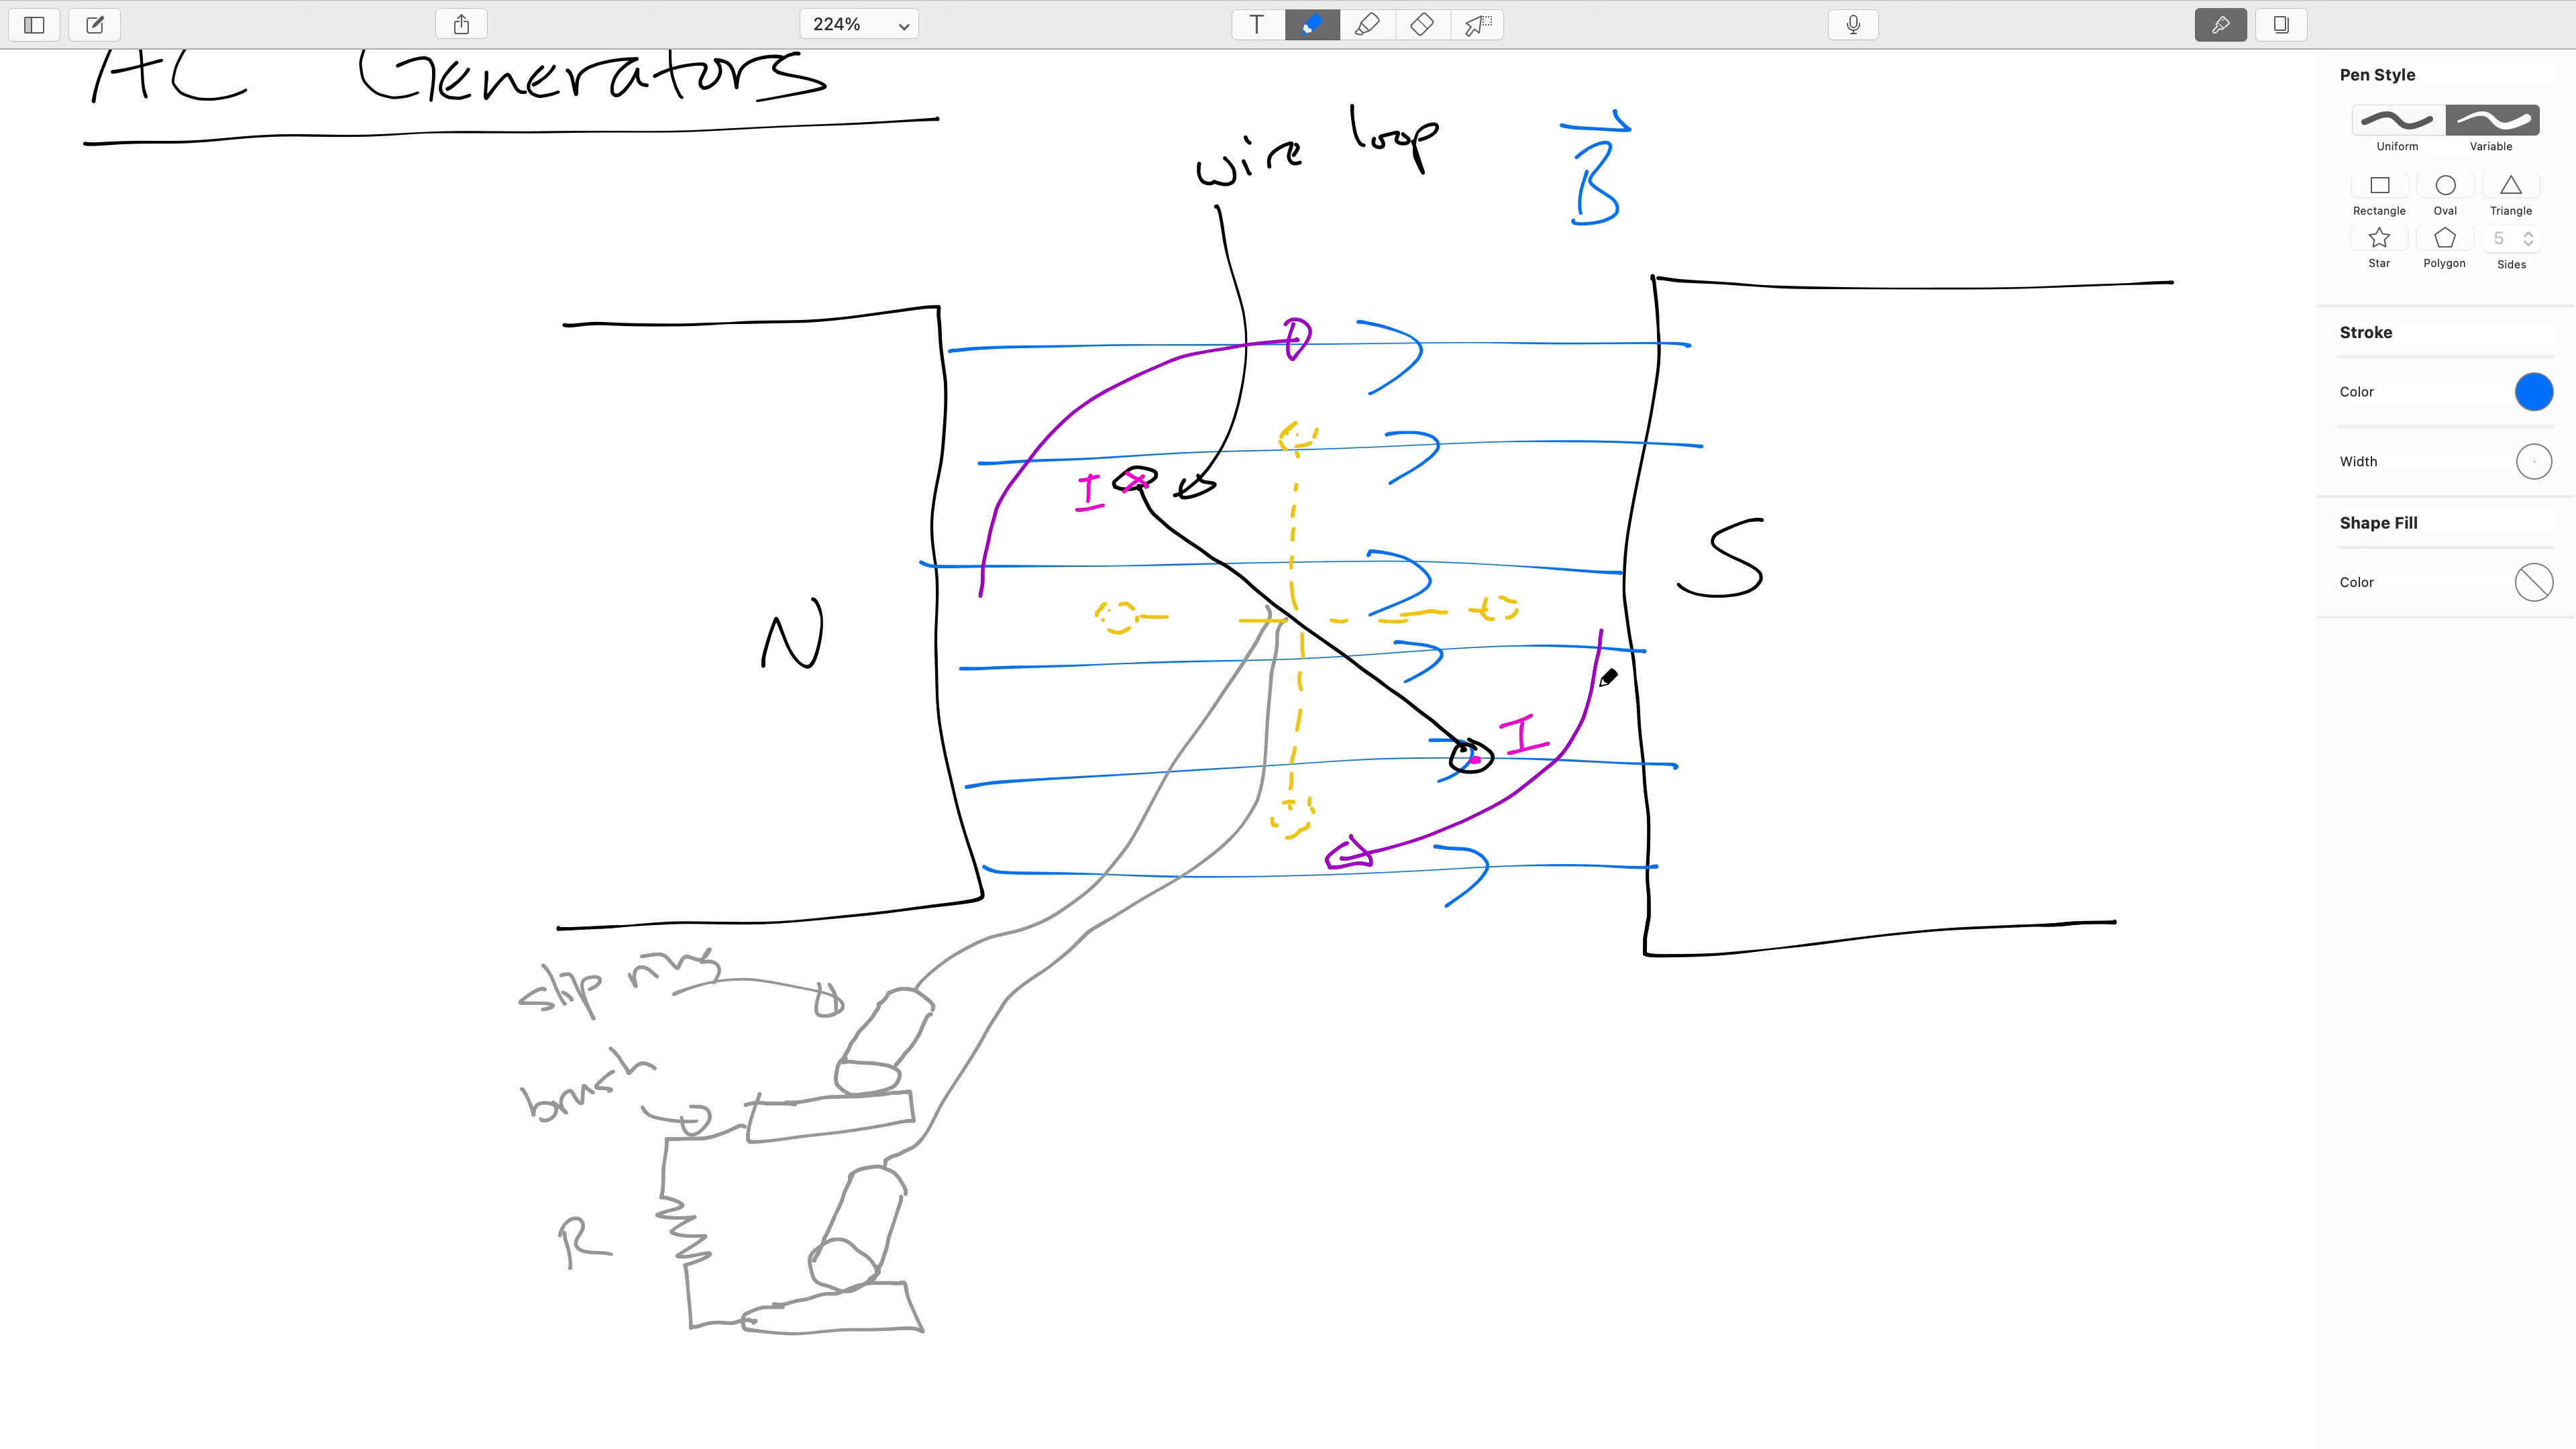 224%
T
AC Generators
wire loop
B
I
N
S
I
slip rings
brush
R
Pen Style
Uniform
Variable
Rectangle
Oval
Triangle
5
Star
Polygon
Sides
Stroke
Color
Width
Shape Fill
Color